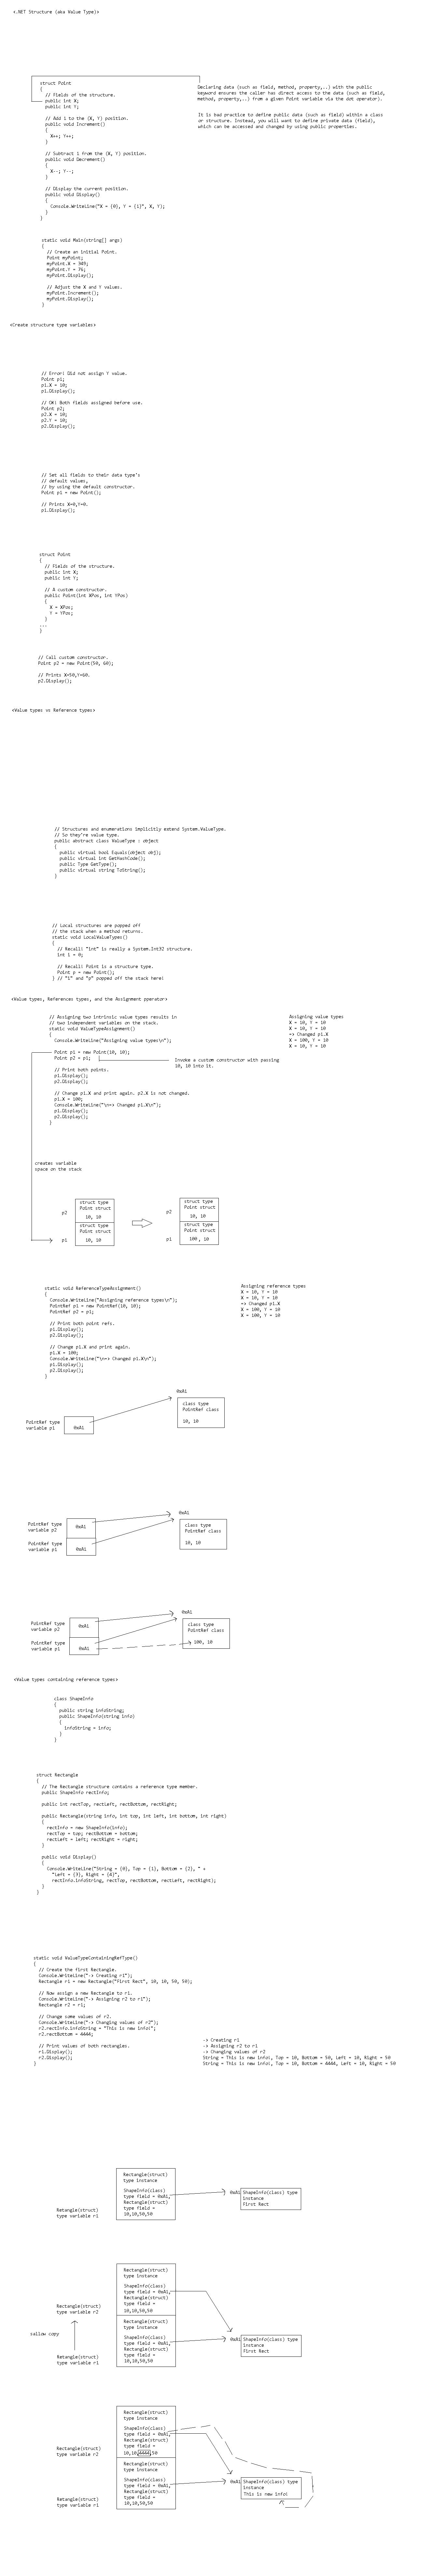 <.NET Structure (aka Value Type)>
struct Point
{
// Fields of the structure.
public int X;
public int Y;
// Add 1 to the (X, Y) position.
public void Increment()
{
X++; Y++;
}
// Subtract 1 from the (X, Y) position.
public void Decrement()
{
X--; Y--;
}
// Display the current position.
public void Display()
{
Console.WriteLine("X = {0}, Y = {1}", X, Y);
}
}
Declaring data (such as field, method, property,..) with the public
keyword ensures the caller has direct access to the data (such as field,
method, property,..) from a given Point variable via the dot operator).
It is bad practice to define public data (such as field) within a class
or structure. Instead, you will want to define private data (field),
which can be accessed and changed by using public properties.
static void Main(string[] args)
{
// Create an initial Point.
Point myPoint;
myPoint.X = 349;
myPoint.Y = 76;
myPoint.Display();
// Adjust the X and Y values.
myPoint.Increment();
myPoint.Display();
}
<Create structure type variables>
// Error! Did not assign Y value.
Point p1;
p1.X = 10;
p1.Display();
// OK! Both fields assigned before use.
Point p2;
p2.X = 10;
p2.Y = 10;
p2.Display();
// Set all fields to their data type's
// default values,
// by using the default constructor.
Point p1 = new Point();
// Prints X=0,Y=0.
p1.Display();
struct Point
{
// Fields of the structure.
public int X;
public int Y;
// A custom constructor.
public Point(int XPos, int YPos)
{
X = XPos;
Y = YPos;
}
...
}
// Call custom constructor.
Point p2 = new Point(50, 60);
// Prints X=50,Y=60.
p2.Display();
<Value types vs Reference types>
// Structures and enumerations implicitly extend System.ValueType.
// So they're value type.
public abstract class ValueType : object
{
public virtual bool Equals(object obj);
public virtual int GetHashCode();
public Type GetType();
public virtual string ToString();
}
// Local structures are popped off
// the stack when a method returns.
static void LocalValueTypes()
{
// Recall! "int" is really a System.Int32 structure.
int i = 0;
// Recall! Point is a structure type.
Point p = new Point();
} // "i" and "p" popped off the stack here!
<Value types, References types, and the Assignment operator>
// Assigning two intrinsic value types results in
// two independent variables on the stack.
static void ValueTypeAssignment()
{
Console.WriteLine("Assigning value types\n");
Point p1 = new Point(10, 10);
Point p2 = p1;
// Print both points.
p1.Display();
p2.Display();
// Change p1.X and print again. p2.X is not changed.
p1.X = 100;
Console.WriteLine("\n=> Changed p1.X\n");
p1.Display();
p2.Display();
}
Assigning value types
X = 10, Y = 10
X = 10, Y = 10
=> Changed p1.X
X = 100, Y = 10
X = 10, Y = 10
Invoke a custom constructor with passing
10, 10 into it.
creates variable
space on the stack
p2
struct type
Point struct
10, 10
p1
struct type
Point struct
10, 10
p2
struct type
Point struct
10, 10
p1
struct type
Point struct
100, 10
static void ReferenceTypeAssignment()
{
Console.WriteLine("Assigning reference types\n");
PointRef p1 = new PointRef(10, 10);
PointRef p2 = p1;
// Print both point refs.
p1.Display();
p2.Display();
// Change p1.X and print again.
p1.X = 100;
Console.WriteLine("\n=> Changed p1.X\n");
p1.Display();
p2.Display();
}
Assigning reference types
X = 10, Y = 10
X = 10, Y = 10
=> Changed p1.X
X = 100, Y = 10
X = 100, Y = 10
PointRef type
variable p1
0xA1
0xA1
class type
PointRef class
10, 10
PointRef type
variable p2
0xA1
PointRef type
variable p1
0xA1
0xA1
class type
PointRef class
10, 10
PointRef type
variable p2
0xA1
PointRef type
variable p1
0xA1
0xA1
class type
PointRef class
100, 10
<Value types containing reference types>
class ShapeInfo
{
public string infoString;
public ShapeInfo(string info)
{
infoString = info;
}
}
struct Rectangle
{
// The Rectangle structure contains a reference type member.
public ShapeInfo rectInfo;
public int rectTop, rectLeft, rectBottom, rectRight;
public Rectangle(string info, int top, int left, int bottom, int right)
{
rectInfo = new ShapeInfo(info);
rectTop = top; rectBottom = bottom;
rectLeft = left; rectRight = right;
}
public void Display()
{
Console.WriteLine("String = {0}, Top = {1}, Bottom = {2}, " +
"Left = {3}, Right = {4}",
rectInfo.infoString, rectTop, rectBottom, rectLeft, rectRight);
}
}
static void ValueTypeContainingRefType()
{
// Create the first Rectangle.
Console.WriteLine("-> Creating r1");
Rectangle r1 = new Rectangle("First Rect", 10, 10, 50, 50);
// Now assign a new Rectangle to r1.
Console.WriteLine("-> Assigning r2 to r1");
Rectangle r2 = r1;
// Change some values of r2.
Console.WriteLine("-> Changing values of r2");
r2.rectInfo.infoString = "This is new info!";
r2.rectBottom = 4444;
// Print values of both rectangles.
r1.Display();
r2.Display();
}
-> Creating r1
-> Assigning r2 to r1
-> Changing values of r2
String = This is new info!, Top = 10, Bottom = 50, Left = 10, Right = 50
String = This is new info!, Top = 10, Bottom = 4444, Left = 10, Right = 50
Rectangle(struct)
type instance
ShapeInfo(class)
type field = 0xA1,
Rectangle(struct)
type field =
10,10,50,50
Retangle(struct)
type variable r1
0xA1
ShapeInfo(class) type
instance
First Rect
Rectangle(struct)
type instance
ShapeInfo(class)
type field = 0xA1,
Rectangle(struct)
type field =
10,10,50,50
Rectangle(struct)
type variable r2
sallow copy
Rectangle(struct)
type instance
ShapeInfo(class)
type field = 0xA1,
Rectangle(struct)
type field =
10,10,50,50
Retangle(struct)
type variable r1
0xA1
ShapeInfo(class) type
instance
First Rect
Rectangle(struct)
type instance
ShapeInfo(class)
type field = 0xA1,
Rectangle(struct)
type field =
10,10,4444,50
Rectangle(struct)
type variable r2
Rectangle(struct)
type instance
ShapeInfo(class)
type field = 0xA1,
Rectangle(struct)
type field =
10,10,50,50
Retangle(struct)
type variable r1
0xA1
ShapeInfo(class) type
instance
This is new info!